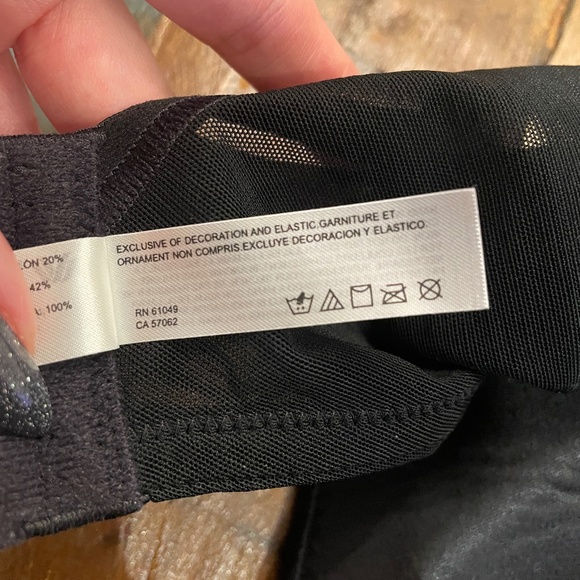 ÓN 20%
42%
100%
EXCLUSIVE OF DECORATION AND ELASTIC.GARNITURE ET
ORNAMENT NON COMPRIS.EXCLUYE DECORACION Y ELASTICO
RN 61049
CA 57062